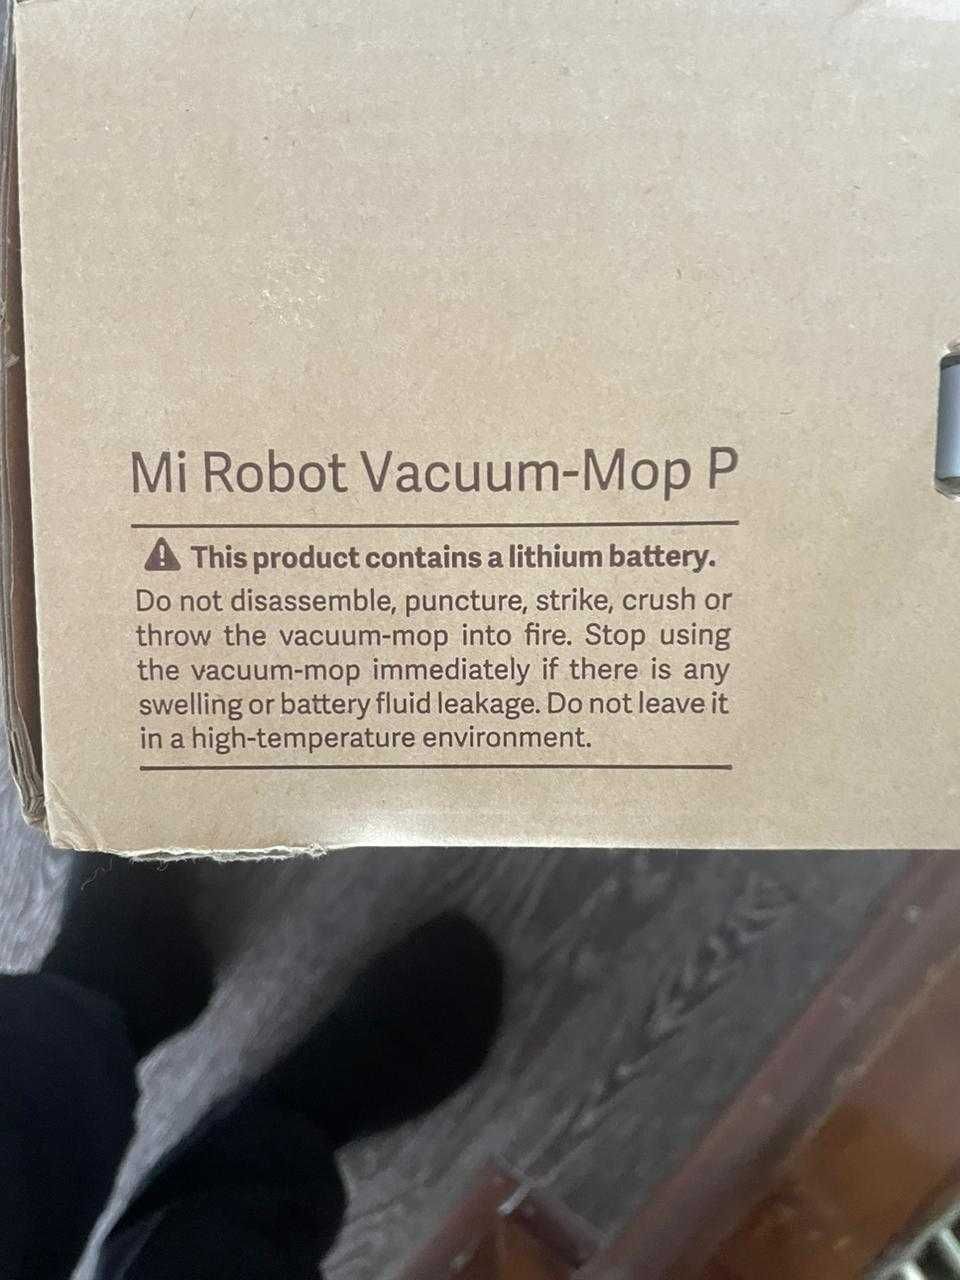 Mi Robot Vacuum-Mop P
This product contains a lithium battery.
Do not disassemble, puncture, strike, crush or
throw the vacuum-mop into fire. Stop using
the vacuum-mop immediately if there is any
swelling or battery fluid leakage. Do not leave it
in a high-temperature environment.